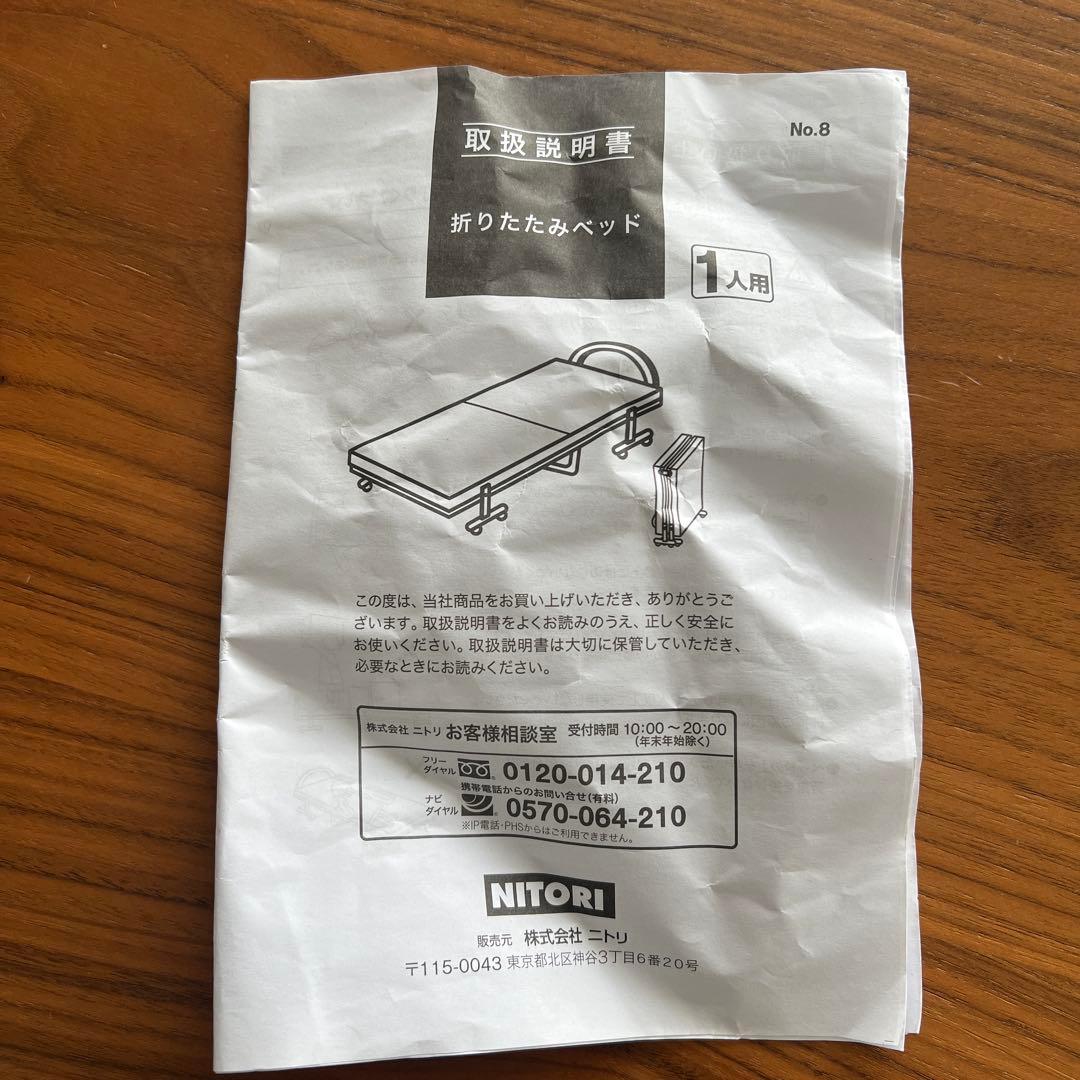 取扱説明書
No.8
折りたたみベッド
1人用
この度は、当社商品をお買い上げいただき、ありがとうご
ざいます。取扱説明書をよくお読みのうえ、正しく安全に
お使いください。取扱説明書は大切に保管していただき、
必要なときにお読みください。
株式会社 ニトリ お客様相談室 受付時間 10:00～20:00
(年末年始除く)
フリー
ダイヤル 0120-014-210
携帯電話からのお問い合せ(有料)
ナビ
ダイヤル 0570-064-210
※IP電話・PHSからはご利用できません。
NITORI
販売元 株式会社 ニトリ
〒115-0043 東京都北区神谷3丁目6番20号